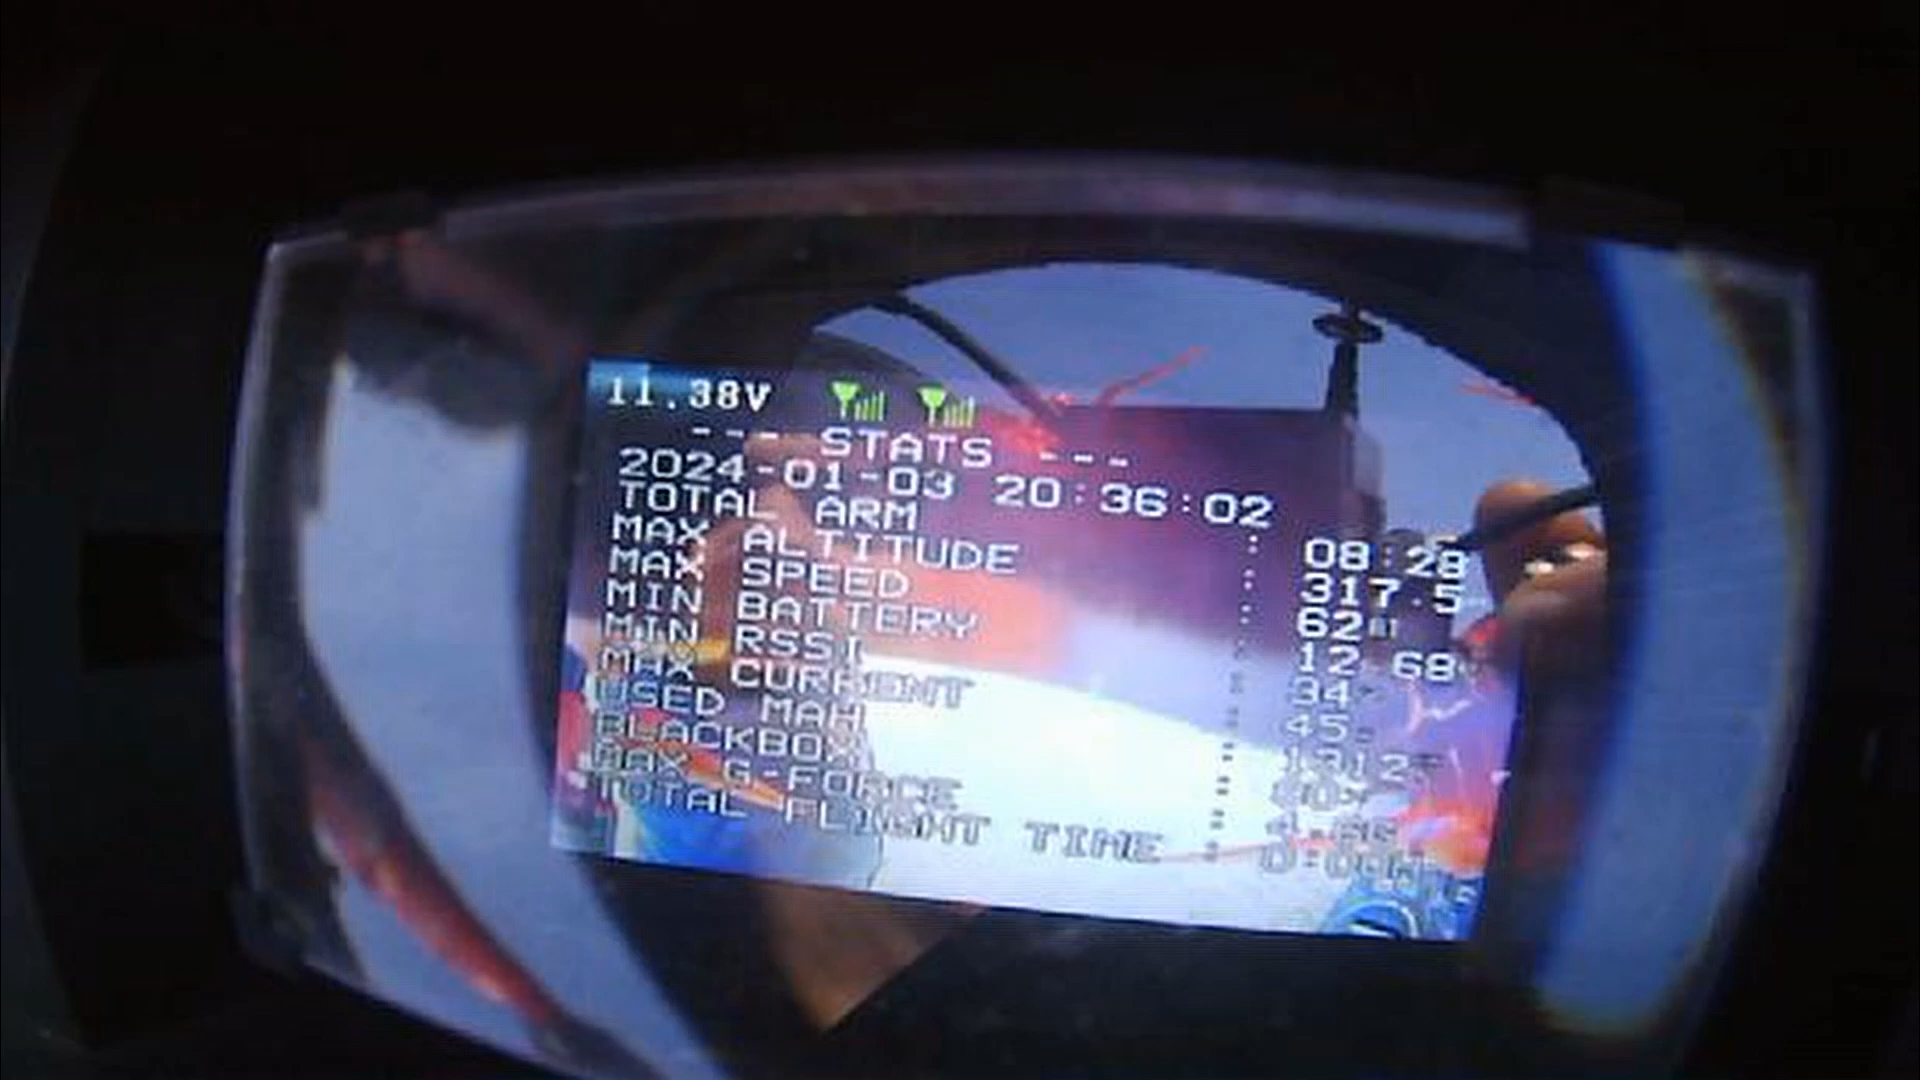 11.38V
--- STATS ---
2024-01-03 20:36:02
TOTAL ARM : 08:28
MAX ALTITUDE : 317.5
MAX SPEED : 62
MIN BATTERY : 12.68
MIN RSSI : 34
MAX CURRENT : 45
USED MAH : 1312
BLACKBOX :
MAX G-FORCE :
TOTAL FLIGHT TIME :